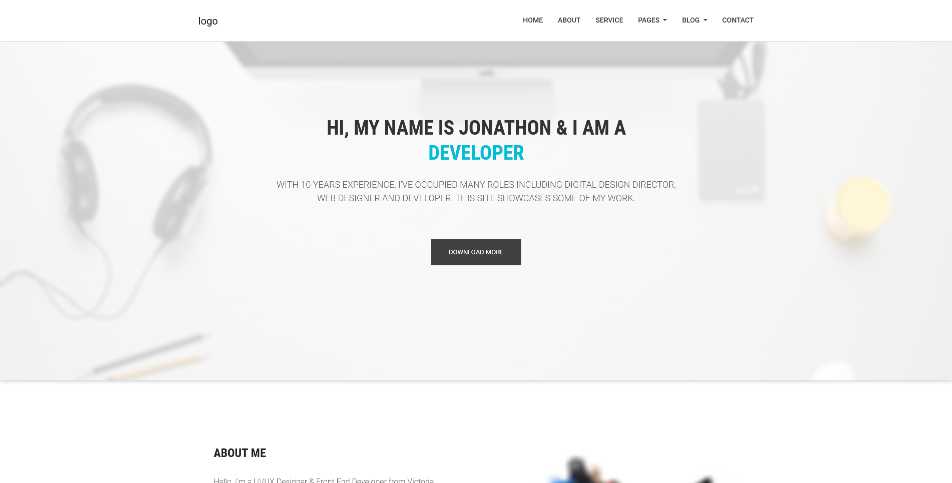 logo
HOME ABOUT SERVICE PAGES BLOG CONTACT
HI, MY NAME IS JONATHON & I AM A
DEVELOPER
WITH 10 YEARS EXPERIENCE, I'VE OCCUPIED MANY ROLES INCLUDING DIGITAL DESIGN DIRECTOR,
WEB DESIGNER AND DEVELOPER. THIS SITE SHOWCASES SOME OF MY WORK.
DOWNLOAD MORE
ABOUT ME
Hello, I'm a UI/UX Designer & Front End Developer from Victoria,